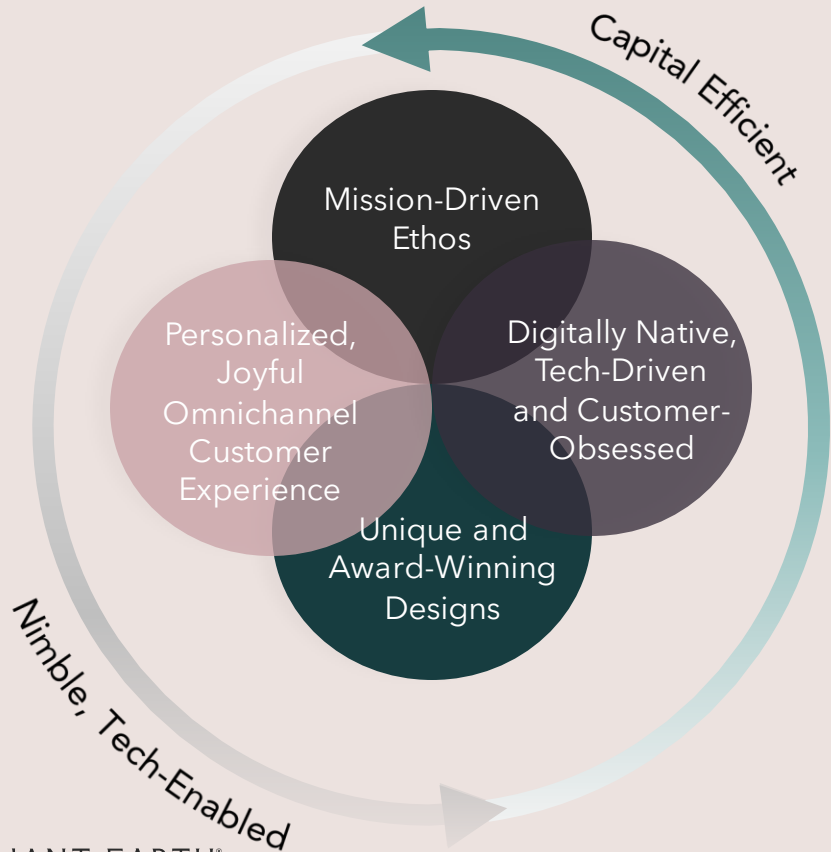 Capital Efficient
Mission-Driven
Ethos
Personalized,
Joyful
Omnichannel
Customer
Experience
Digitally Native,
Tech-Driven
and Customer-
Obsessed
Unique and
Award-Winning
Designs
Nimble, Tech-Enabled